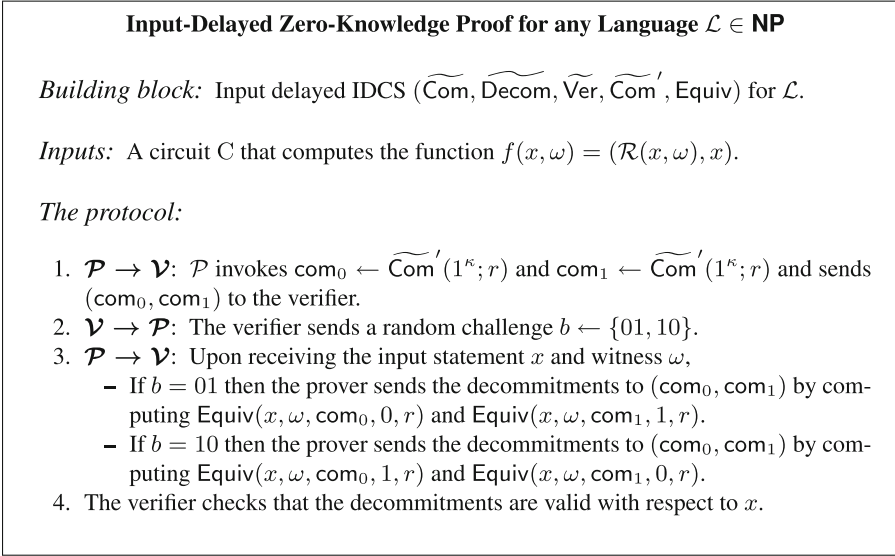 Input-Delayed Zero-Knowledge Proof for any Language ℒ ∈ NP
Building block: Input delayed IDCS (C͠om, D͠ecom, V͠er, C͠om′, Equiv) for ℒ.
Inputs: A circuit C that computes the function f(x, ω) = (ℛ(x, ω), x).
The protocol:
1. 𝒫 → 𝒱: 𝒫 invokes com₀ ← C͠om′(1^κ; r) and com₁ ← C͠om′(1^κ; r) and sends
(com₀, com₁) to the verifier.
2. 𝒱 → 𝒫: The verifier sends a random challenge b ← {01, 10}.
3. 𝒫 → 𝒱: Upon receiving the input statement x and witness ω,
– If b = 01 then the prover sends the decommitments to (com₀, com₁) by com-
puting Equiv(x, ω, com₀, 0, r) and Equiv(x, ω, com₁, 1, r).
– If b = 10 then the prover sends the decommitments to (com₀, com₁) by com-
puting Equiv(x, ω, com₀, 1, r) and Equiv(x, ω, com₁, 0, r).
4. The verifier checks that the decommitments are valid with respect to x.